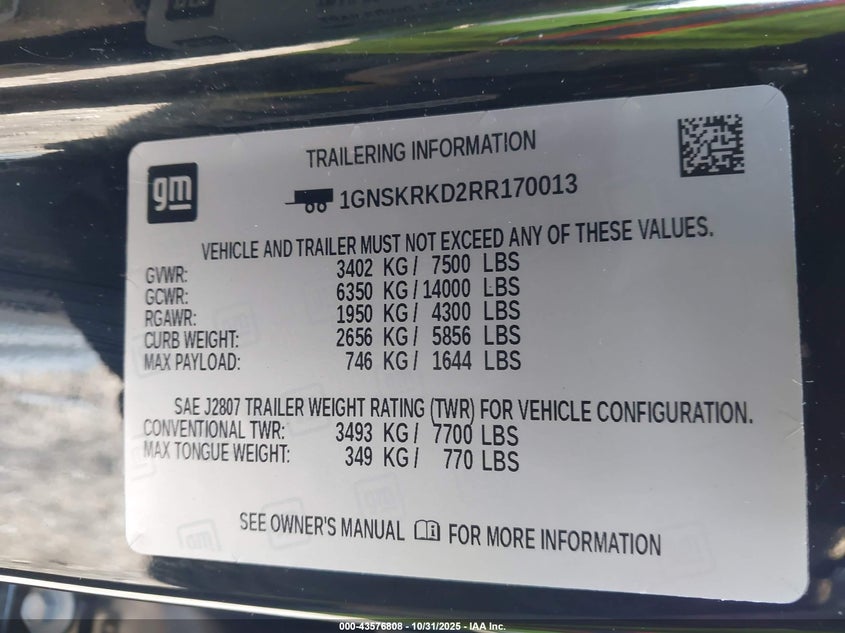 TRAILERING INFORMATION
gm
1GNSKRKD2RR170013
VEHICLE AND TRAILER MUST NOT EXCEED ANY OF THESE VALUES.
GVWR: 3402 KG / 7500 LBS
GCWR: 6350 KG / 14000 LBS
RGAWR: 1950 KG / 4300 LBS
CURB WEIGHT: 2656 KG / 5856 LBS
MAX PAYLOAD: 746 KG / 1644 LBS
SAE J2807 TRAILER WEIGHT RATING (TWR) FOR VEHICLE CONFIGURATION.
CONVENTIONAL TWR: 3493 KG / 7700 LBS
MAX TONGUE WEIGHT: 349 KG / 770 LBS
SEE OWNER'S MANUAL FOR MORE INFORMATION
000-43576808 - 10/31/2025 - IAA Inc.